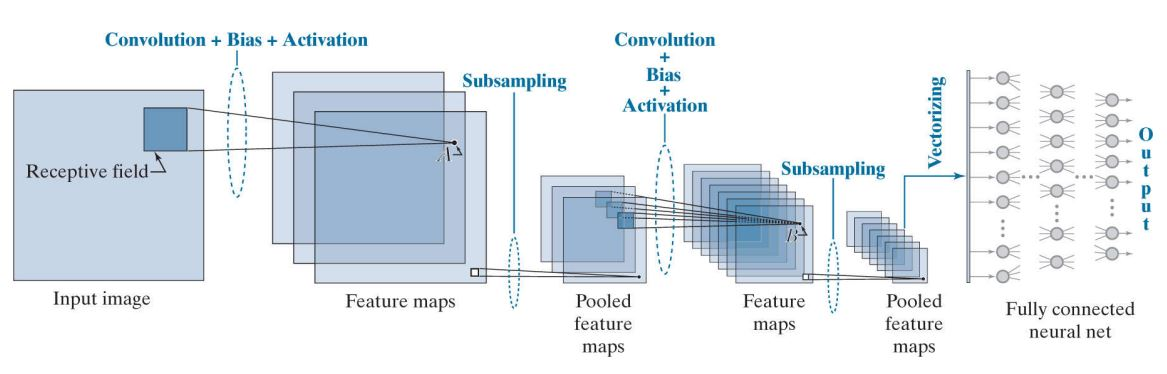 Convolution + Bias + Activation
Subsampling
Convolution
+
Bias
+
Activation
Subsampling
Vectorizing
Output
Receptive field
A
B
Input image
Feature maps
Pooled
feature
maps
Feature
maps
Pooled
feature
maps
Fully connected
neural net